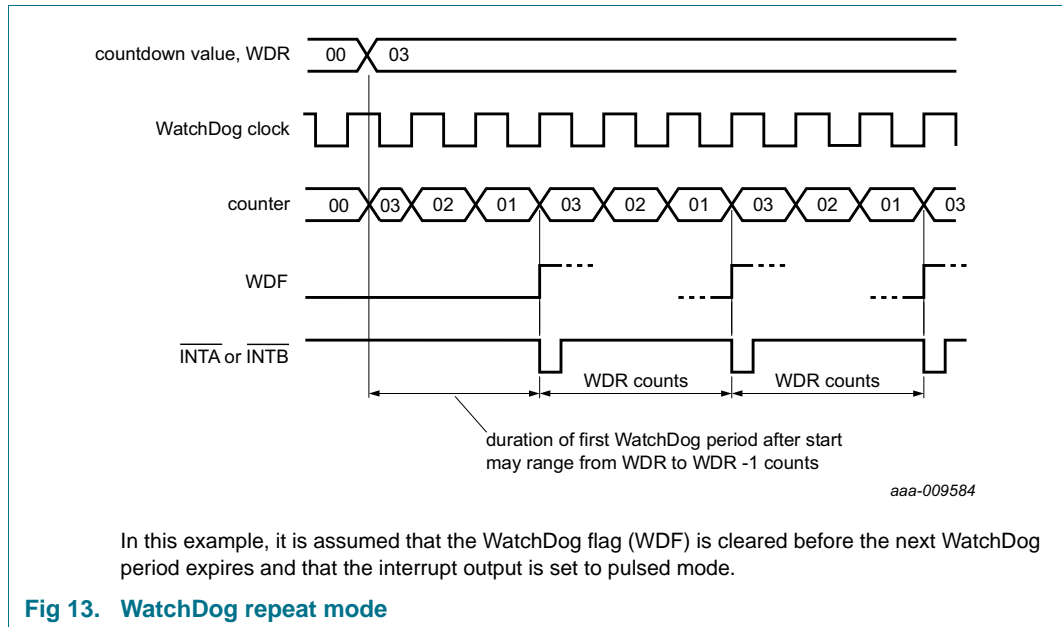 countdown value, WDR 00 03
WatchDog clock
counter 00 03 02 01 03 02 01 03 02 01 03
WDF
INTA or INTB
WDR counts WDR counts
duration of first WatchDog period after start
may range from WDR to WDR -1 counts
aaa-009584
In this example, it is assumed that the WatchDog flag (WDF) is cleared before the next WatchDog
period expires and that the interrupt output is set to pulsed mode.
Fig 13. WatchDog repeat mode